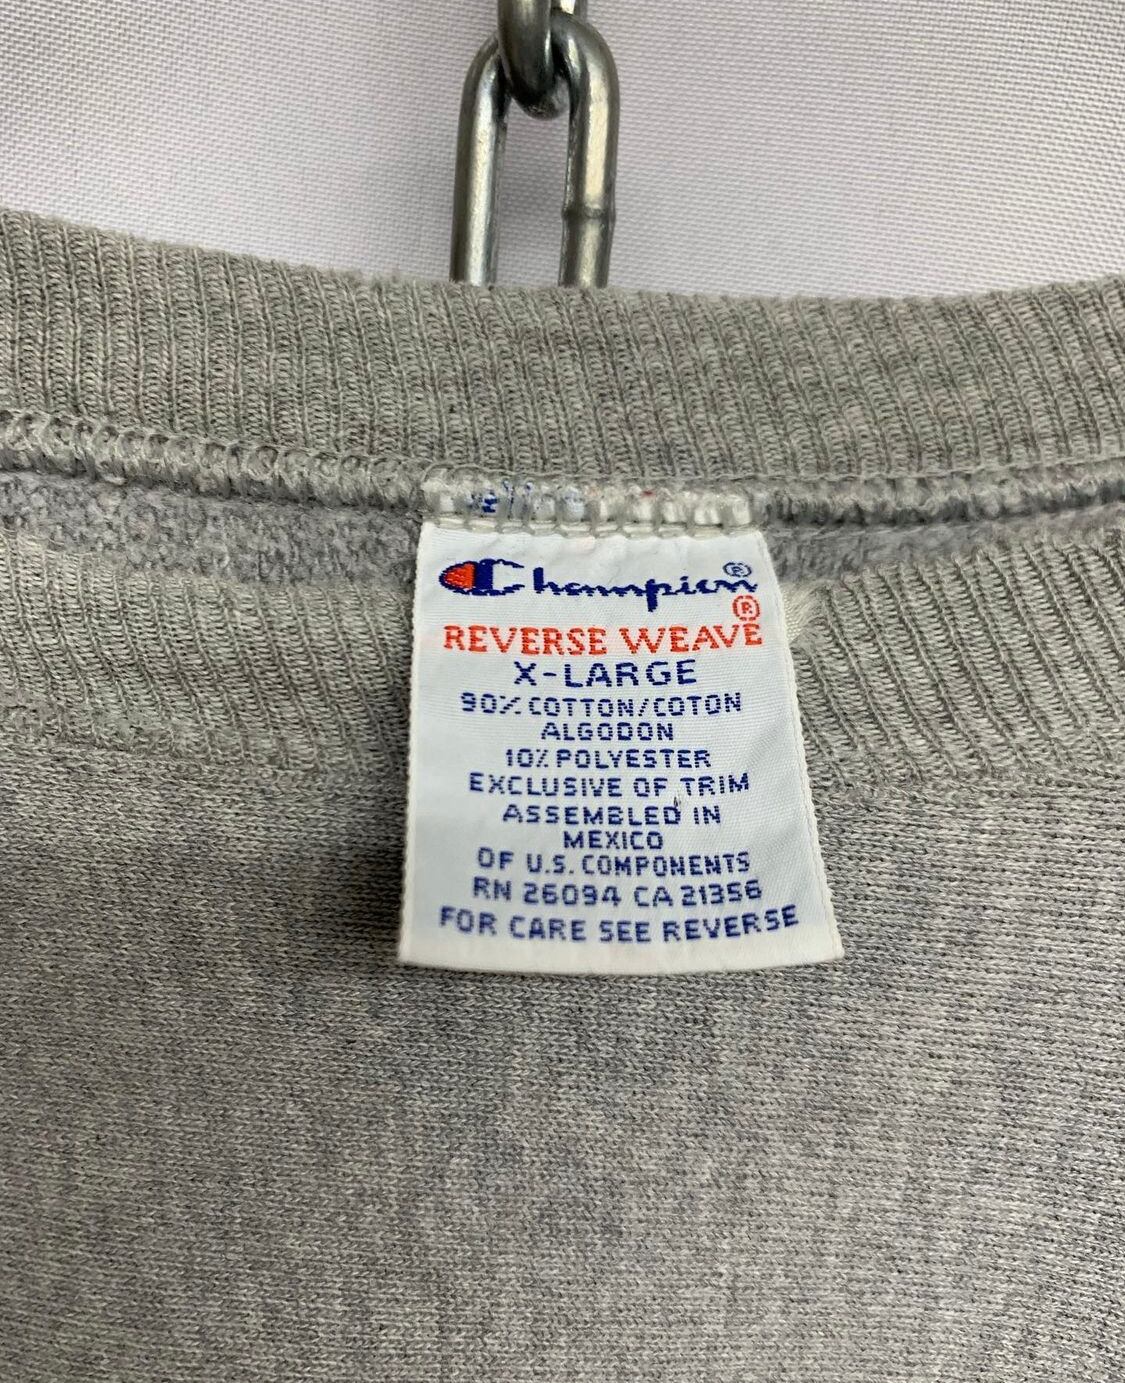 Champion®
REVERSE WEAVE®
X-LARGE
90% COTTON/COTON
ALGODON
10% POLYESTER
EXCLUSIVE OF TRIM
ASSEMBLED IN
MEXICO
OF U.S. COMPONENTS
RN 26094 CA 21356
FOR CARE SEE REVERSE